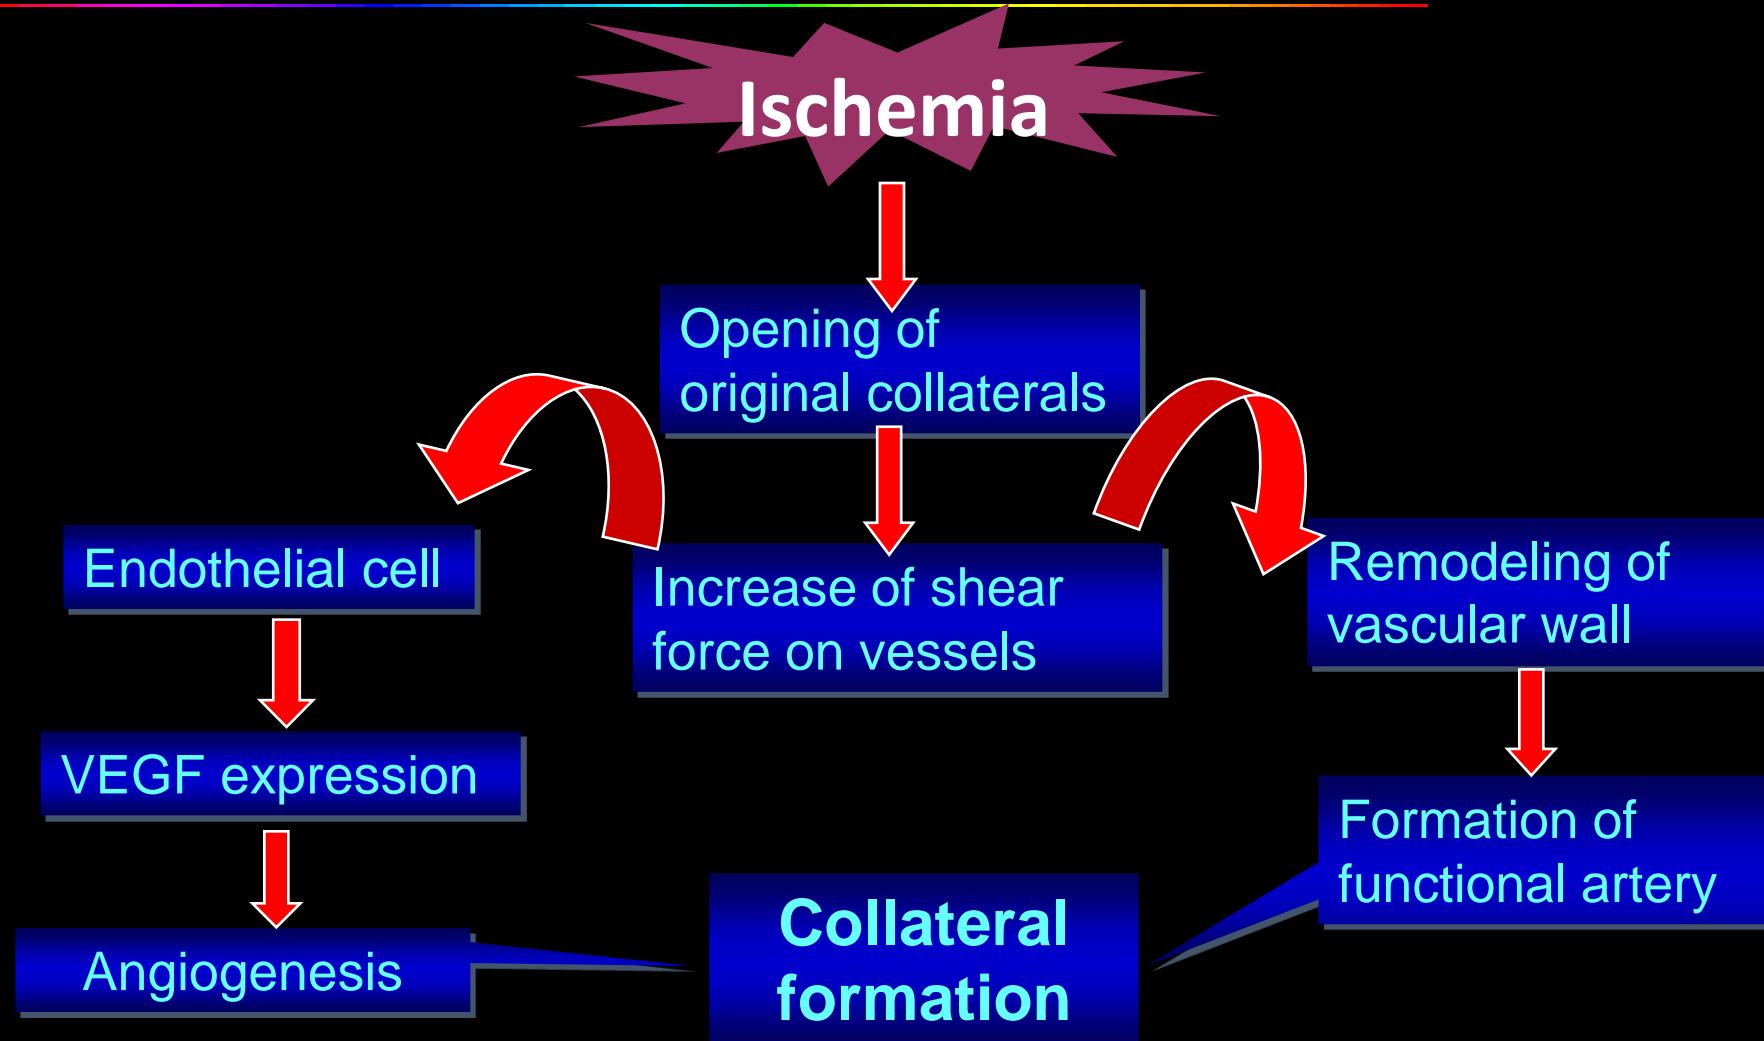 Ischemia
Opening of
original collaterals
Endothelial cell
Increase of shear
force on vessels
Remodeling of
vascular wall
VEGF expression
Formation of
functional artery
Angiogenesis
Collateral
formation